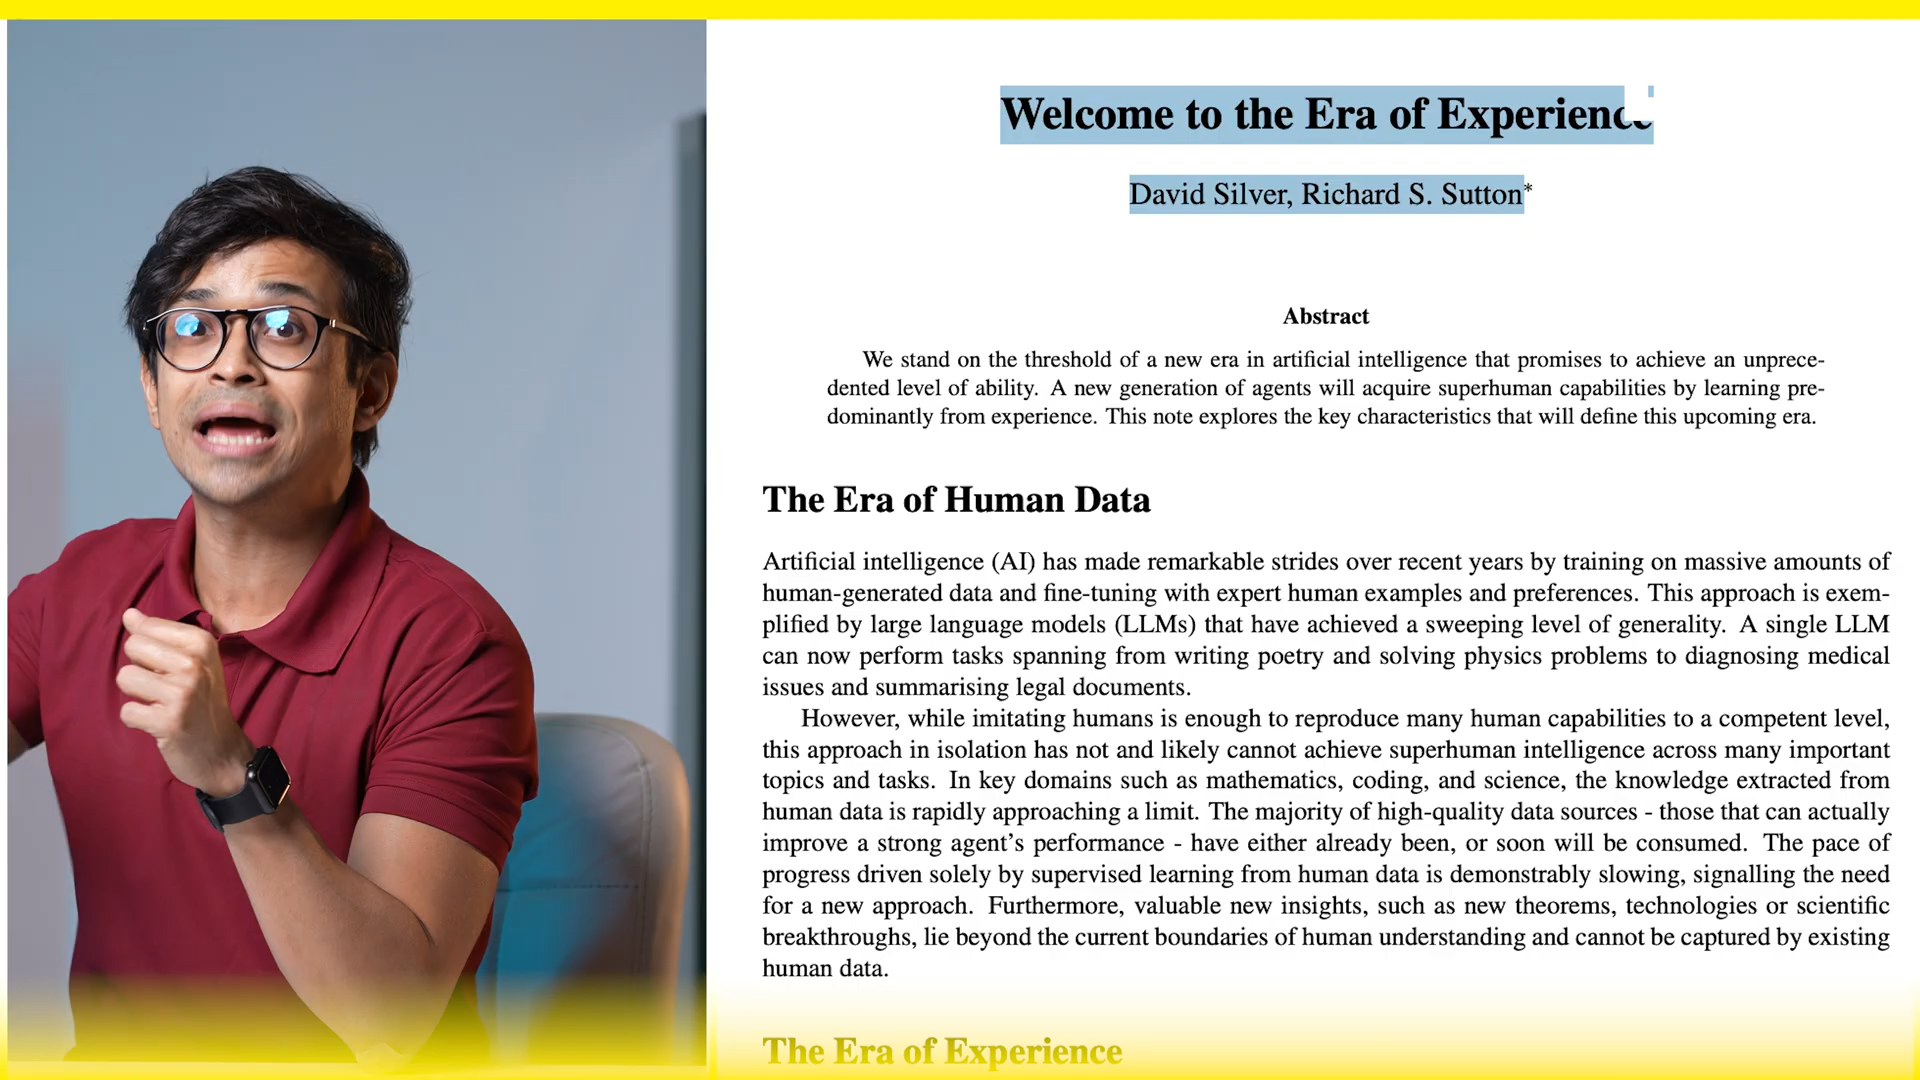 Welcome to the Era of Experience
David Silver, Richard S. Sutton*
Abstract
We stand on the threshold of a new era in artificial intelligence that promises to achieve an unprece-
dented level of ability. A new generation of agents will acquire superhuman capabilities by learning pre-
dominantly from experience. This note explores the key characteristics that will define this upcoming era.
The Era of Human Data
Artificial intelligence (AI) has made remarkable strides over recent years by training on massive amounts of
human-generated data and fine-tuning with expert human examples and preferences. This approach is exem-
plified by large language models (LLMs) that have achieved a sweeping level of generality. A single LLM
can now perform tasks spanning from writing poetry and solving physics problems to diagnosing medical
issues and summarising legal documents.
However, while imitating humans is enough to reproduce many human capabilities to a competent level,
this approach in isolation has not and likely cannot achieve superhuman intelligence across many important
topics and tasks. In key domains such as mathematics, coding, and science, the knowledge extracted from
human data is rapidly approaching a limit. The majority of high-quality data sources - those that can actually
improve a strong agent's performance - have either already been, or soon will be consumed. The pace of
progress driven solely by supervised learning from human data is demonstrably slowing, signalling the need
for a new approach. Furthermore, valuable new insights, such as new theorems, technologies or scientific
breakthroughs, lie beyond the current boundaries of human understanding and cannot be captured by existing
human data.
The Era of Experience